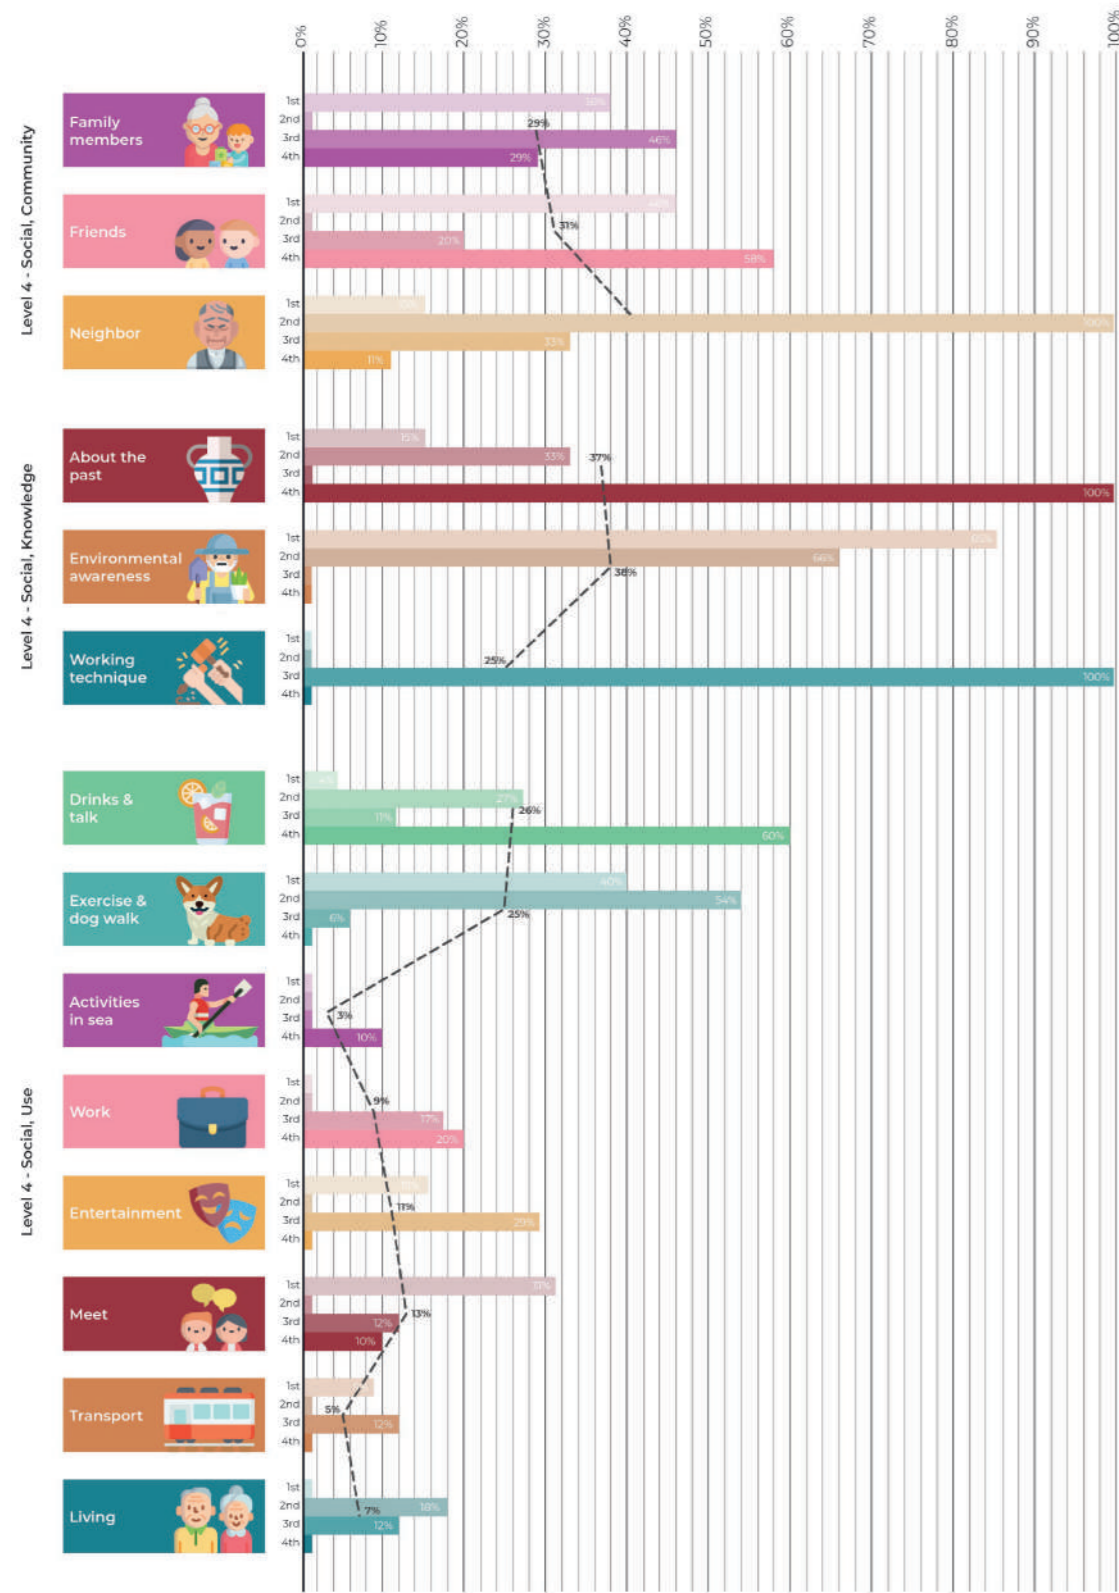 0%
10%
20%
30%
40%
50%
60%
70%
80%
90%
100%
Level 4 - Social, Community
Family
members
1st
2nd
3rd
4th
29%
46%
29%
Friends
1st
2nd
3rd
4th
31%
20%
58%
Neighbor
1st
2nd
3rd
4th
100%
33%
11%
Level 4 - Social, Knowledge
About the
past
1st
2nd
3rd
4th
15%
33%
37%
100%
Environmental
awareness
1st
2nd
3rd
4th
66%
38%
Working
technique
1st
2nd
3rd
4th
25%
100%
Level 4 - Social, Use
Drinks &
talk
1st
2nd
3rd
4th
27%
26%
11%
60%
Exercise &
dog walk
1st
2nd
3rd
4th
40%
54%
6%
25%
Activities
in sea
1st
2nd
3rd
4th
3%
10%
Work
1st
2nd
3rd
4th
9%
17%
20%
Entertainment
1st
2nd
3rd
4th
11%
29%
Meet
1st
2nd
3rd
4th
13%
12%
10%
Transport
1st
2nd
3rd
4th
5%
12%
Living
1st
2nd
3rd
4th
18%
7%
12%